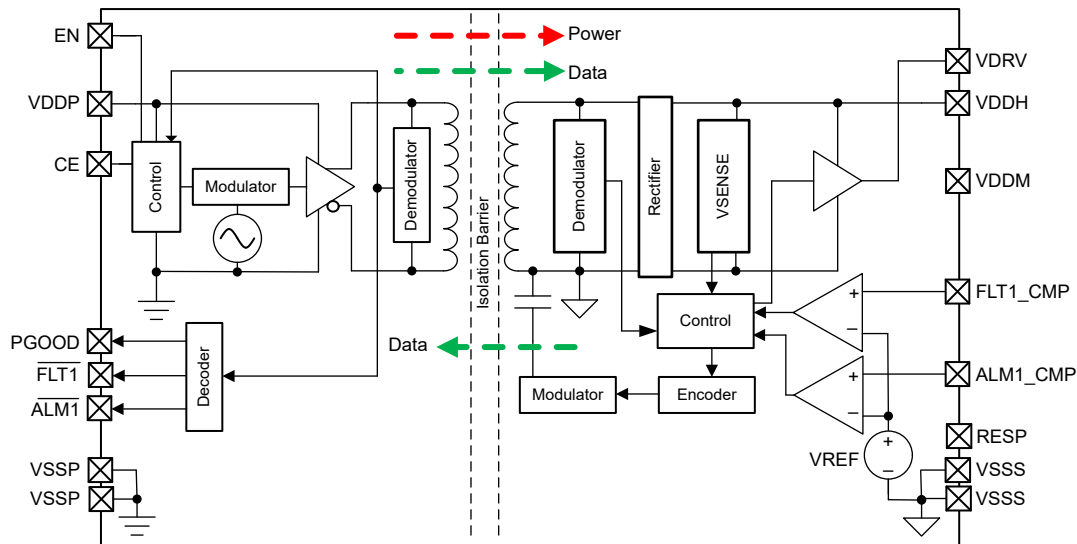 EN
Power
VDRV
Data
VDDP
VDDH
CE
Control
Modulator
Demodulator
Isolation Barrier
Demodulator
Rectifier
VSENSE
VDDM
+
−
FLT1_CMP
PGOOD
Control
Data
FLT1
Decoder
ALM1
Modulator
Encoder
+
−
ALM1_CMP
RESP
VREF
+
−
VSSP
VSSS
VSSP
VSSS